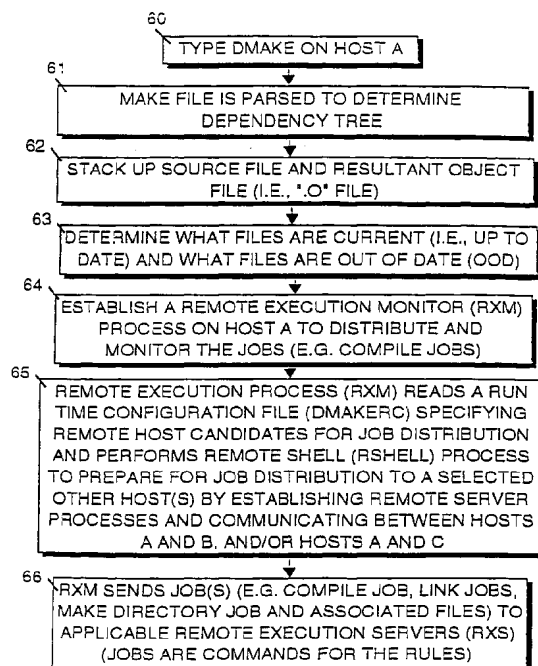 60
TYPE DMAKE ON HOST A
61
MAKE FILE IS PARSED TO DETERMINE
DEPENDENCY TREE
62
STACK UP SOURCE FILE AND RESULTANT OBJECT
FILE (I.E., ".O" FILE)
63
DETERMINE WHAT FILES ARE CURRENT (I.E., UP TO
DATE) AND WHAT FILES ARE OUT OF DATE (OOD)
64
ESTABLISH A REMOTE EXECUTION MONITOR (RXM)
PROCESS ON HOST A TO DISTRIBUTE AND
MONITOR THE JOBS (E.G. COMPILE JOBS)
65
REMOTE EXECUTION PROCESS (RXM) READS A RUN
TIME CONFIGURATION FILE (DMAKERC) SPECIFYING
REMOTE HOST CANDIDATES FOR JOB DISTRIBUTION
AND PERFORMS REMOTE SHELL (RSHELL) PROCESS
TO PREPARE FOR JOB DISTRIBUTION TO A SELECTED
OTHER HOST(S) BY ESTABLISHING REMOTE SERVER
PROCESSES AND COMMUNICATING BETWEEN HOSTS
A AND B, AND/OR HOSTS A AND C
66
RXM SENDS JOB(S) (E.G. COMPILE JOB, LINK JOBS,
MAKE DIRECTORY JOB AND ASSOCIATED FILES) TO
APPLICABLE REMOTE EXECUTION SERVERS (RXS)
(JOBS ARE COMMANDS FOR THE RULES)